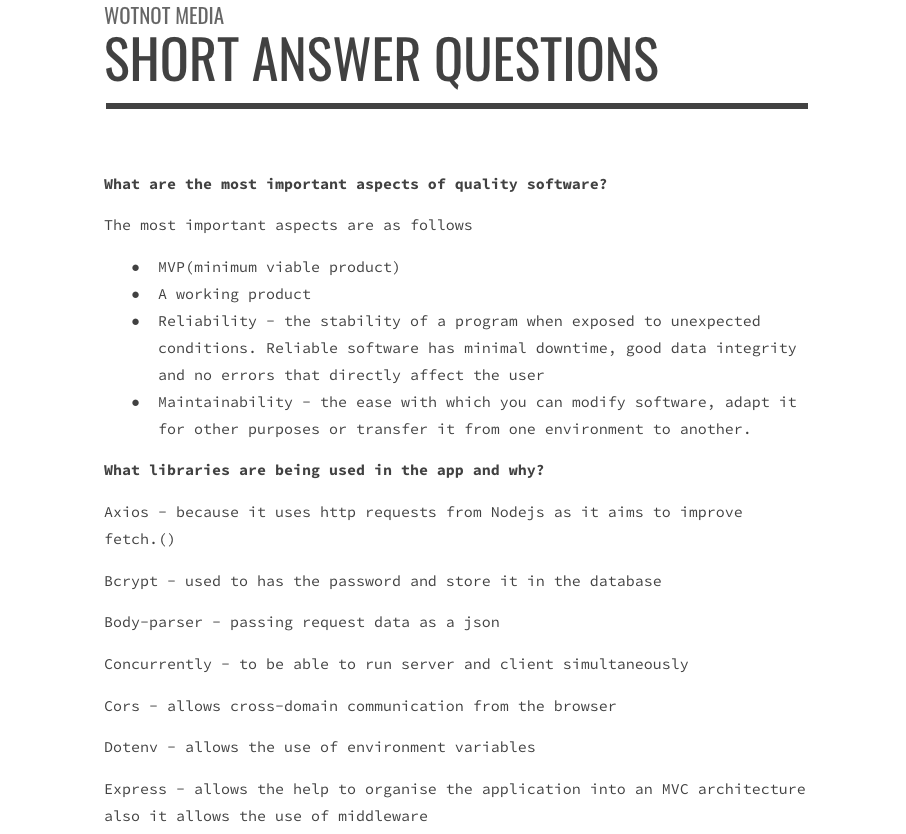 WOTNOT MEDIA
SHORT ANSWER QUESTIONS
What are the most important aspects of quality software?
The most important aspects are as follows
● MVP(minimum viable product)
● A working product
● Reliability - the stability of a program when exposed to unexpected
conditions. Reliable software has minimal downtime, good data integrity
and no errors that directly affect the user
● Maintainability - the ease with which you can modify software, adapt it
for other purposes or transfer it from one environment to another.
What libraries are being used in the app and why?
Axios - because it uses http requests from Nodejs as it aims to improve
fetch.()
Bcrypt - used to has the password and store it in the database
Body-parser - passing request data as a json
Concurrently - to be able to run server and client simultaneously
Cors - allows cross-domain communication from the browser
Dotenv - allows the use of environment variables
Express - allows the help to organise the application into an MVC architecture
also it allows the use of middleware